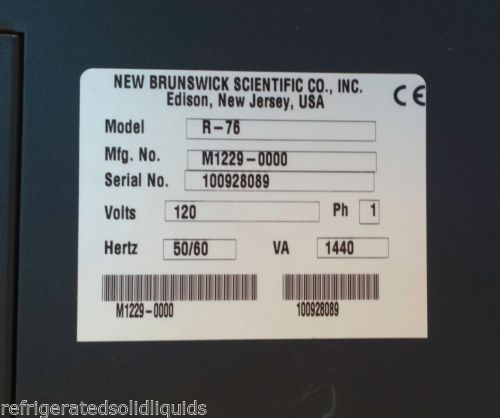 NEW BRUNSWICK SCIENTIFIC CO., INC.
Edison, New Jersey, USA
CE
Model R-76
Mfg. No. M1229-0000
Serial No. 100928089
Volts 120 Ph 1
Hertz 50/60 VA 1440
M1229-0000 100928089
refrigeratedsolidliquids